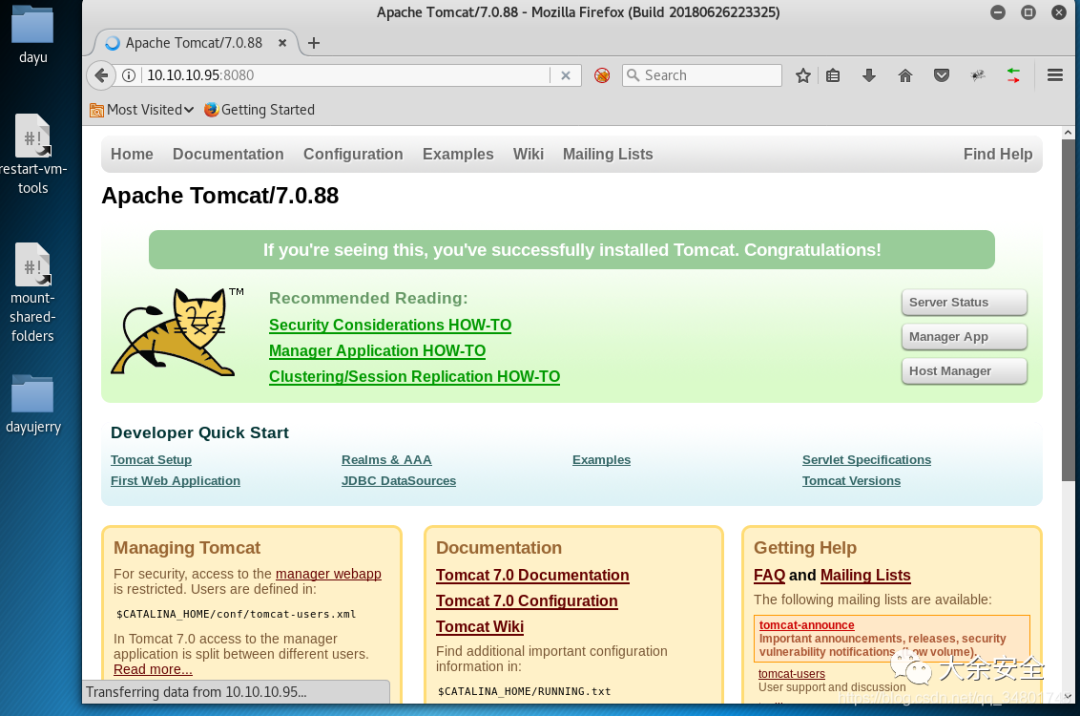 dayu
restart-vm-
tools
mount-
shared-
folders
dayujerry
Apache Tomcat/7.0.88 - Mozilla Firefox (Build 20180626223325)
Apache Tomcat/7.0.88
10.10.10.95:8080
Search
Most Visited
Getting Started
Home Documentation Configuration Examples Wiki Mailing Lists Find Help
Apache Tomcat/7.0.88
If you're seeing this, you've successfully installed Tomcat. Congratulations!
TM
Recommended Reading:
Security Considerations HOW-TO
Manager Application HOW-TO
Clustering/Session Replication HOW-TO
Server Status
Manager App
Host Manager
Developer Quick Start
Tomcat Setup
First Web Application
Realms & AAA
JDBC DataSources
Examples
Servlet Specifications
Tomcat Versions
Managing Tomcat
For security, access to the manager webapp
is restricted. Users are defined in:
$CATALINA_HOME/conf/tomcat-users.xml
In Tomcat 7.0 access to the manager
application is split between different users.
Read more...
Documentation
Tomcat 7.0 Documentation
Tomcat 7.0 Configuration
Tomcat Wiki
Find additional important configuration
information in:
$CATALINA_HOME/RUNNING.txt
Getting Help
FAQ and Mailing Lists
The following mailing lists are available:
tomcat-announce
Important announcements, releases, security
vulnerability notifications. (Low volume).
tomcat-users
User support and discussion
Transferring data from 10.10.10.95...
大余安全